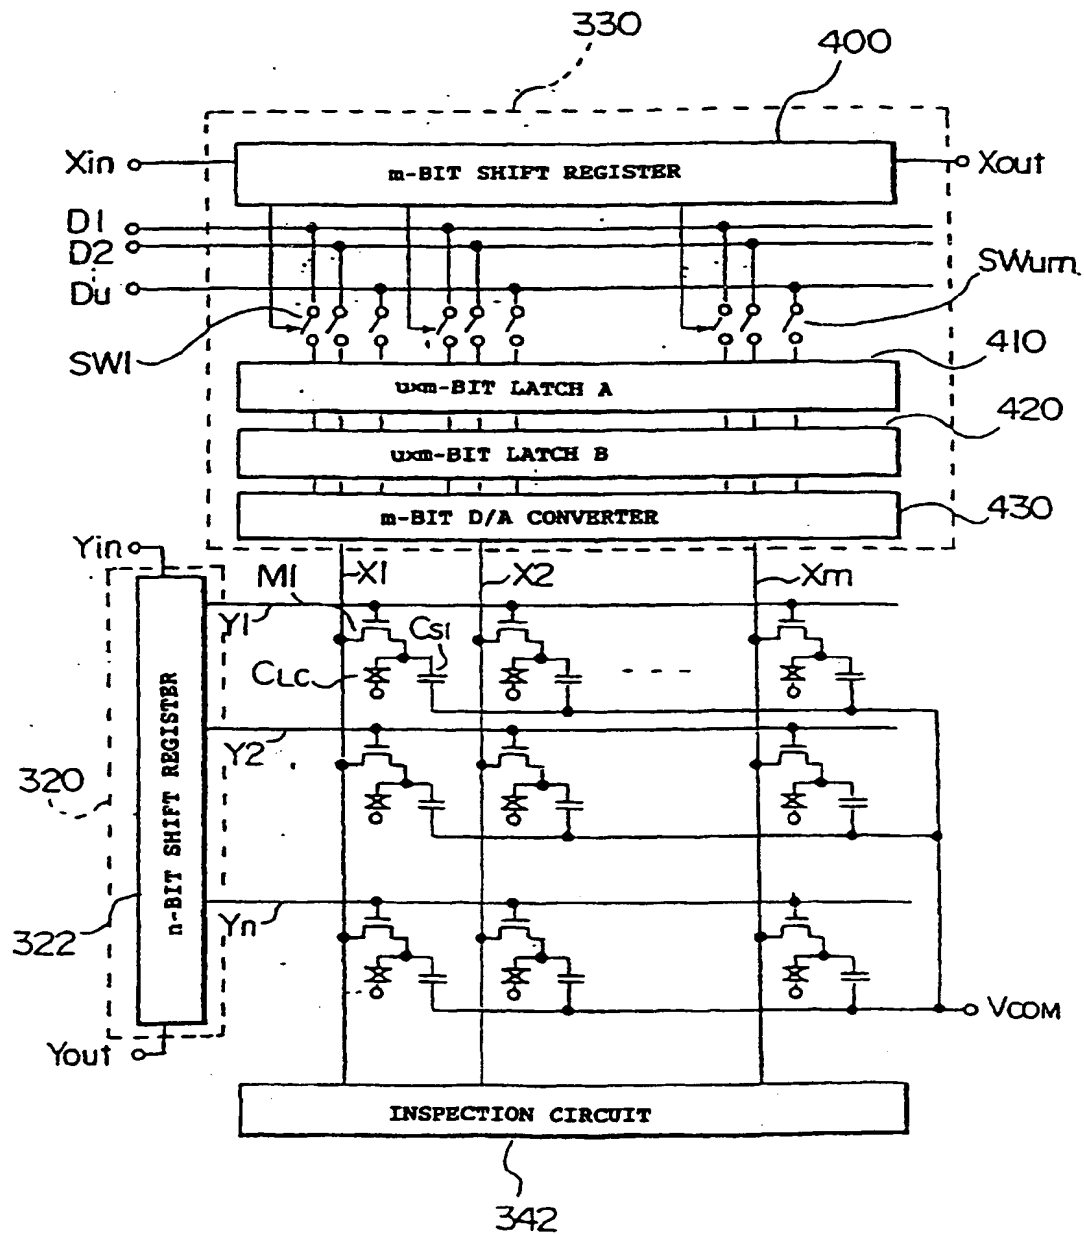 330
400
Xin
m-BIT SHIFT REGISTER
Xout
D1
D2
Du
SWum
SW1
410
uxm-BIT LATCH A
420
uxm-BIT LATCH B
430
m-BIT D/A CONVERTER
Yin
M1
X1
X2
Xm
Y1
Cs1
CLC
n-BIT SHIFT REGISTER
Y2
320
Yn
322
VCOM
Yout
INSPECTION CIRCUIT
342